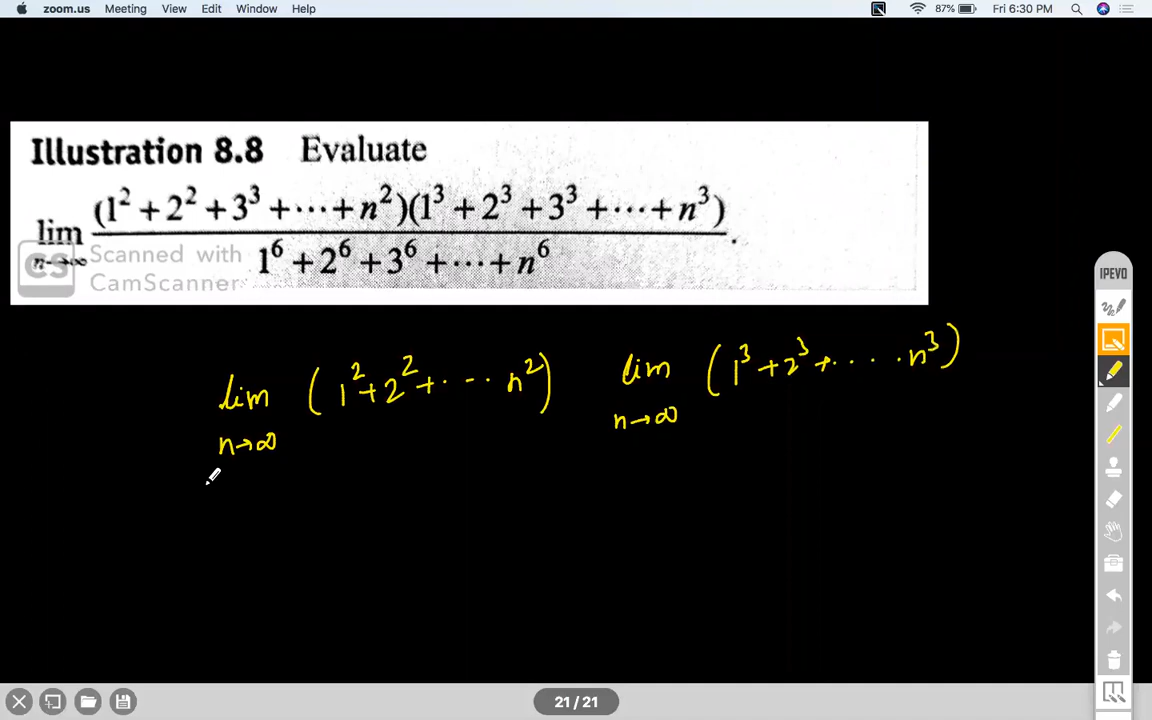 zoom.us Meeting View Edit Window Help 87% Fri 6:30 PM
Illustration 8.8 Evaluate
lim n→∞ (1² + 2² + 3³ + ··· + n²)(1³ + 2³ + 3³ + ··· + n³)
1⁶ + 2⁶ + 3⁶ + ··· + n⁶ .
CS Scanned with
CamScanner
IPEVO
lim (1² + 2² + ···· n²) lim (1³ + 2³ + ···· n³)
n→∞ n→∞
21 / 21